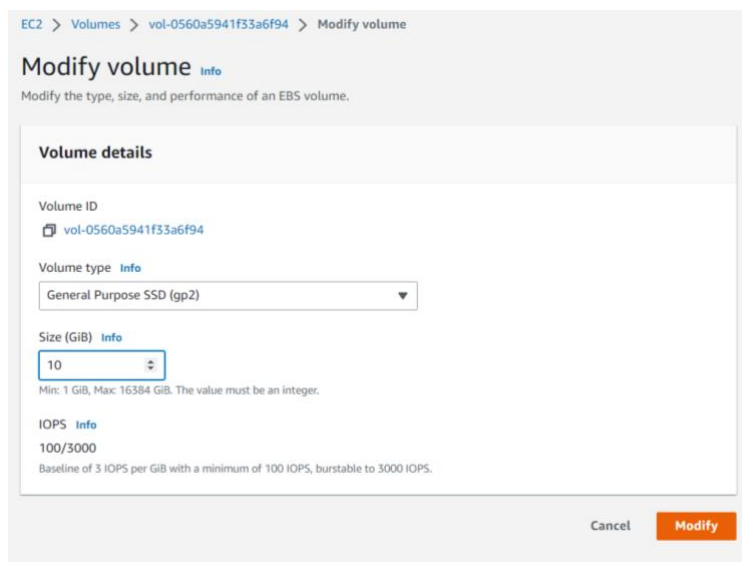 EC2 > Volumes > vol-0560a5941f33a6f94 > Modify volume
Modify volume Info
Modify the type, size, and performance of an EBS volume.
Volume details
Volume ID
vol-0560a5941f33a6f94
Volume type Info
General Purpose SSD (gp2)
Size (GiB) Info
10
Min: 1 GiB, Max: 16384 GiB. The value must be an integer.
IOPS Info
100/3000
Baseline of 3 IOPS per GiB with a minimum of 100 IOPS, burstable to 3000 IOPS.
Cancel Modify